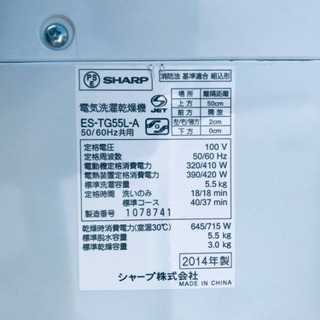 PS E SHARP
消防法 基準適合 組込形
場所 離隔距離
上方 50cm
前方 開放
左方/右方 2cm
下方 0cm
電気洗濯乾燥機
JET
ES-TG55L-A
50/60Hz共用
定格電圧 100 V
定格周波数 50/60 Hz
電動機定格消費電力 320/410 W
電熱装置定格消費電力 390/420 W
標準洗濯容量 5.5 kg
定格時間 洗いのみ 18/18 min
標準コース 40/37 min
製造番号 1078741
乾燥時消費電力(室温30℃) 645/715 W
標準脱水容量 5.5 kg
標準乾燥容量 3.0 kg
2014年製
シャープ株式会社
MADE IN CHINA